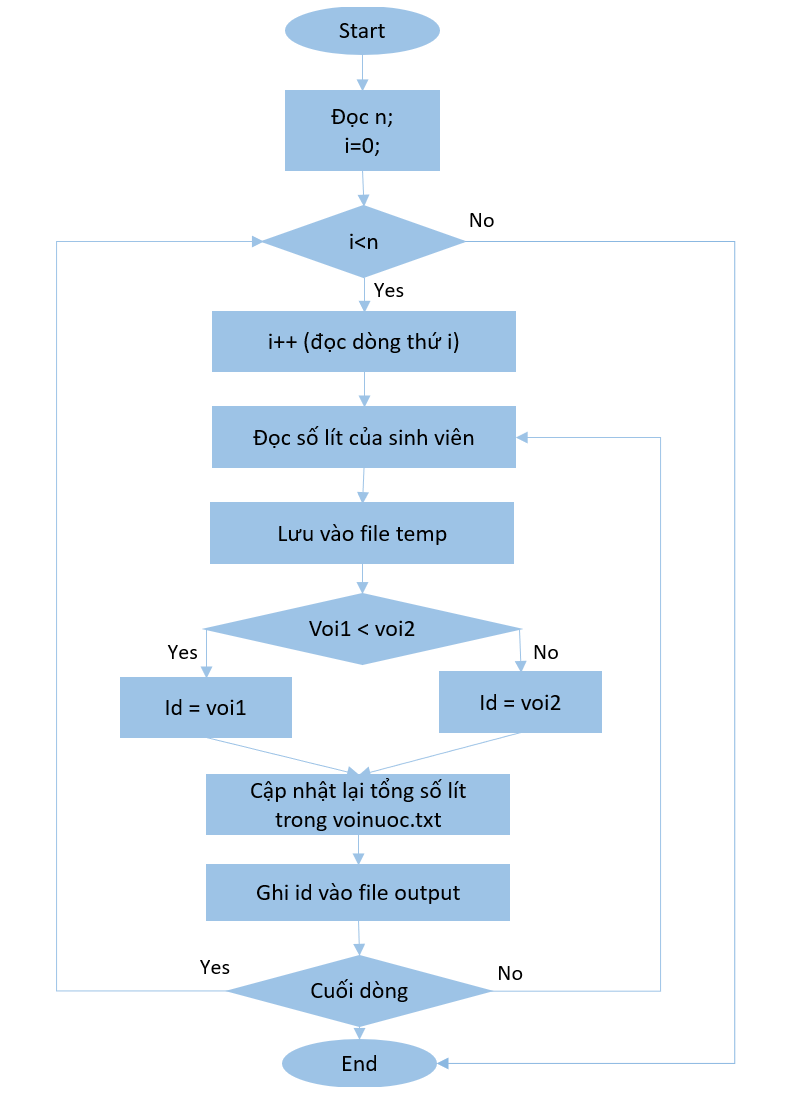 Start
Đọc n;
i=0;
i<n
No
Yes
i++ (đọc dòng thứ i)
Đọc số lít của sinh viên
Lưu vào file temp
Voi1 < voi2
Yes
No
Id = voi1
Id = voi2
Cập nhật lại tổng số lít
trong voinuoc.txt
Ghi id vào file output
Yes
No
Cuối dòng
End